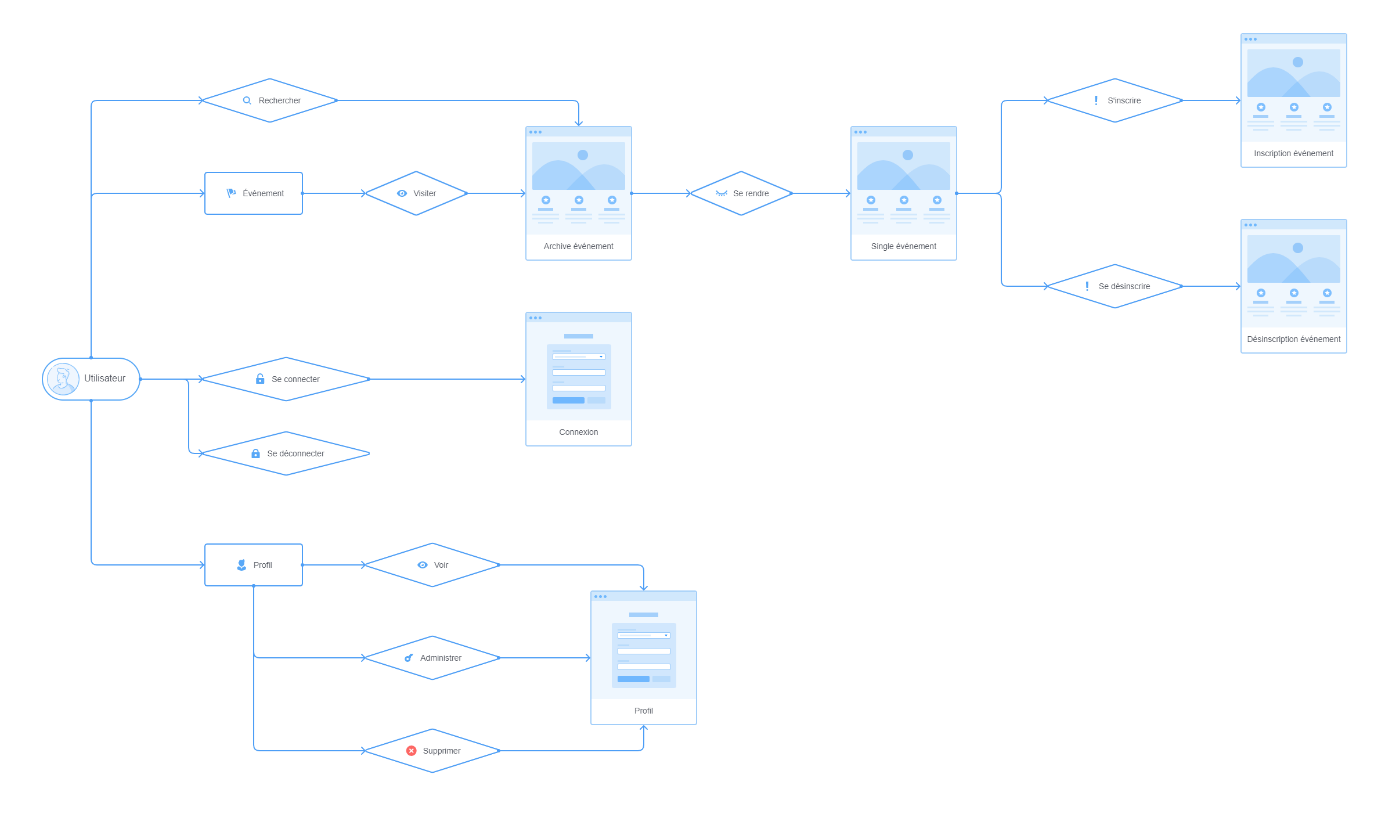 Rechercher
S'inscrire
Inscription évènement
Évènement
Visiter
Archive évènement
Se rendre
Single évènement
Se désinscrire
Désinscription évènement
Utilisateur
Se connecter
Connexion
Se déconnecter
Profil
Voir
Administrer
Profil
Supprimer